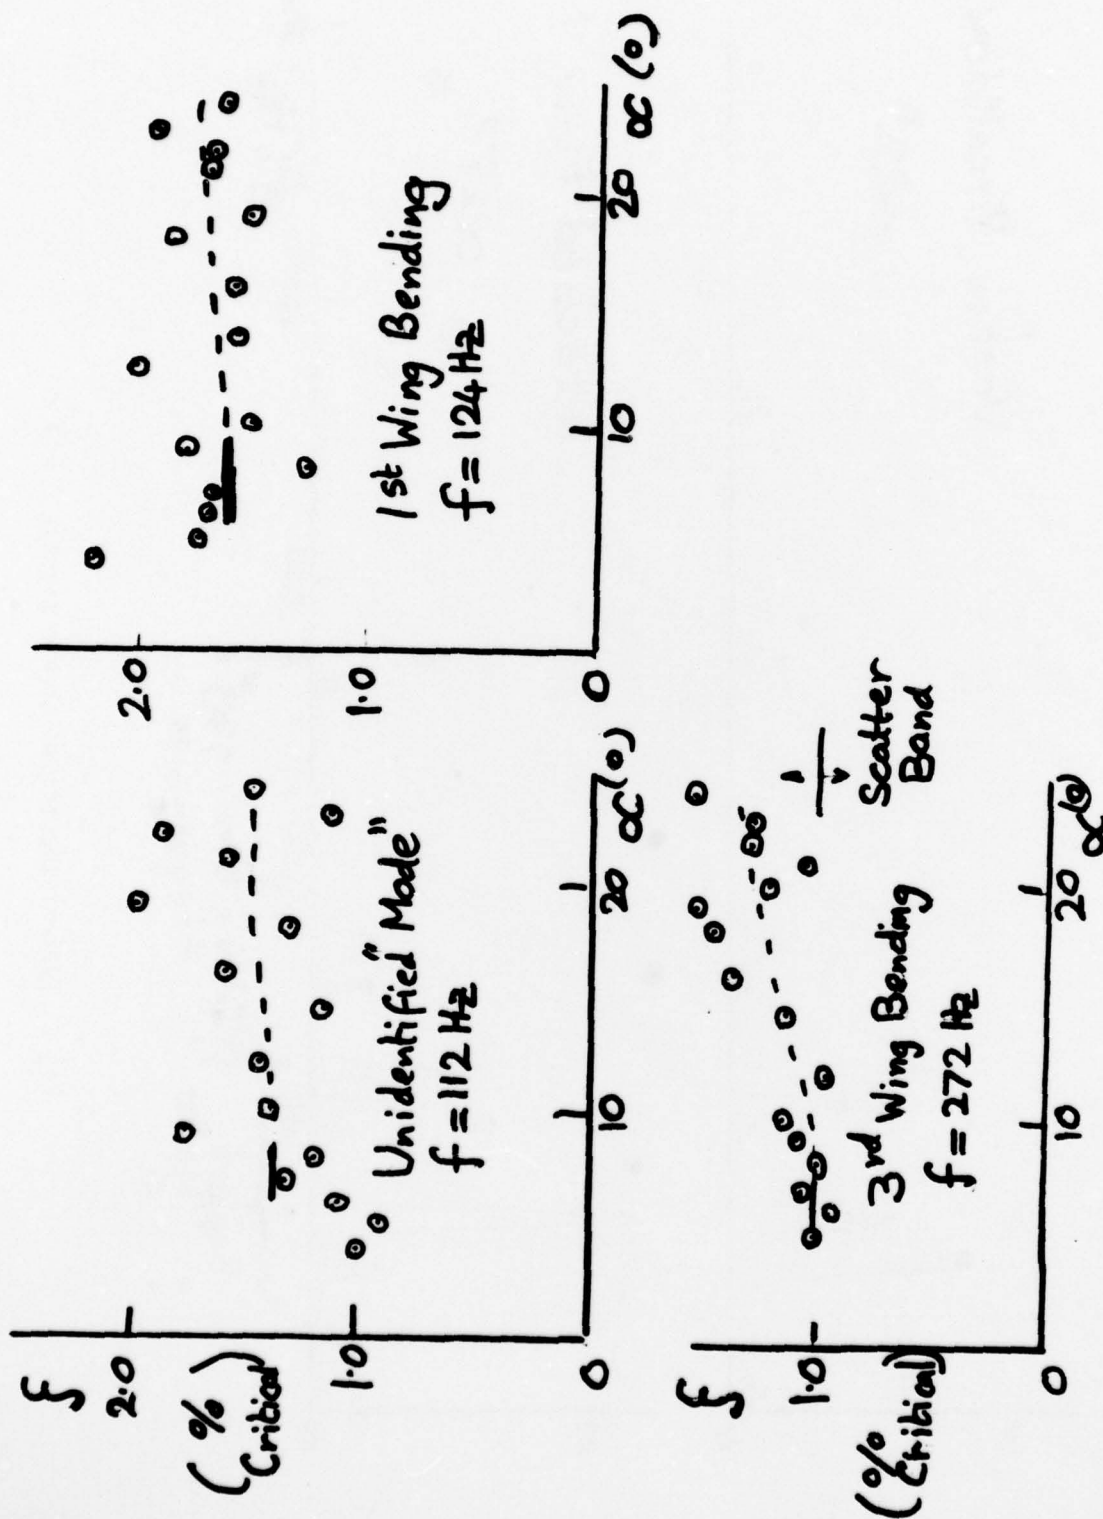 ζ
(%
Critical)
2.0
1.0
0
10
20
α(°)
Unidentified "Mode"
f = 112 Hz
2.0
1.0
0
10
20
α (°)
1st Wing Bending
f = 124 Hz
ζ
(%
Critical)
1.0
0
10
20
α(°)
3rd Wing Bending
f = 272 Hz
Scatter
Band